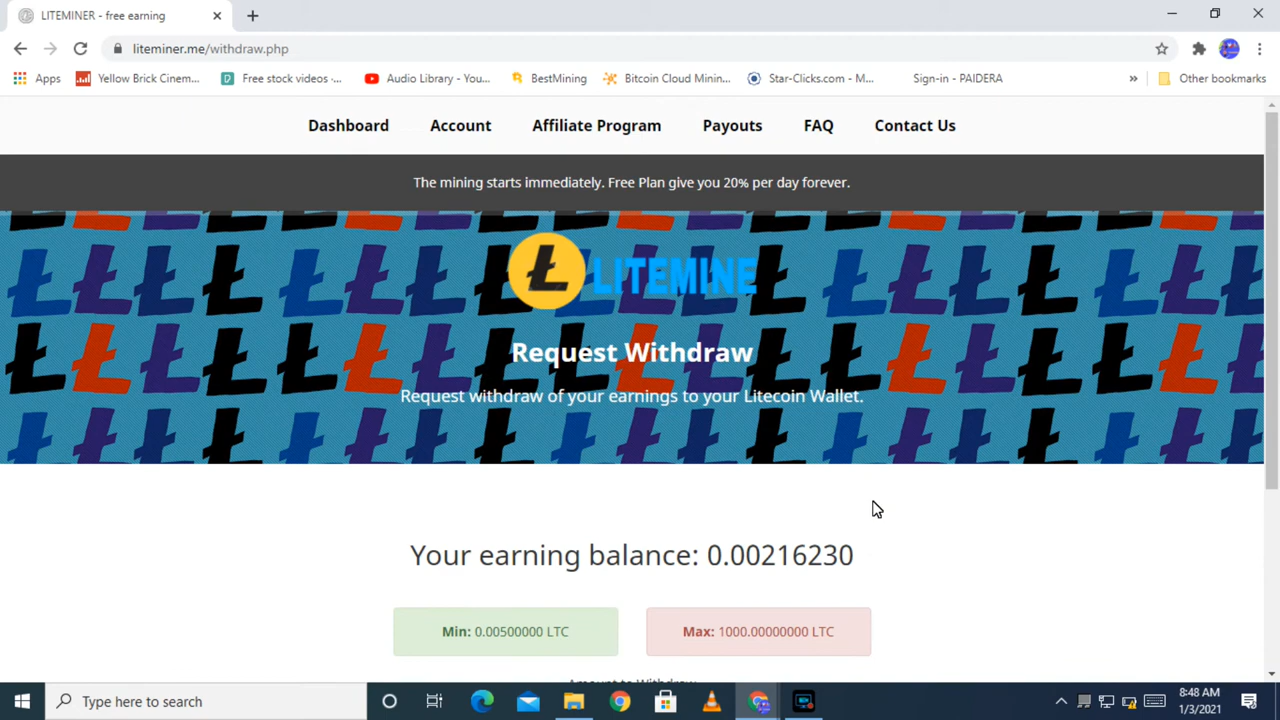 LITEMINER - free earning
liteminer.me/withdraw.php
Apps Yellow Brick Cinem... Free stock videos -... Audio Library - You... BestMining Bitcoin Cloud Minin... Star-Clicks.com - M... Sign-in - PAIDERA » Other bookmarks
Dashboard Account Affiliate Program Payouts FAQ Contact Us
The mining starts immediately. Free Plan give you 20% per day forever.
LITEMINE
Request Withdraw
Request withdraw of your earnings to your Litecoin Wallet.
Your earning balance: 0.00216230
Min: 0.00500000 LTC Max: 1000.00000000 LTC
Amount to Withdraw
Type here to search
8:48 AM
1/3/2021